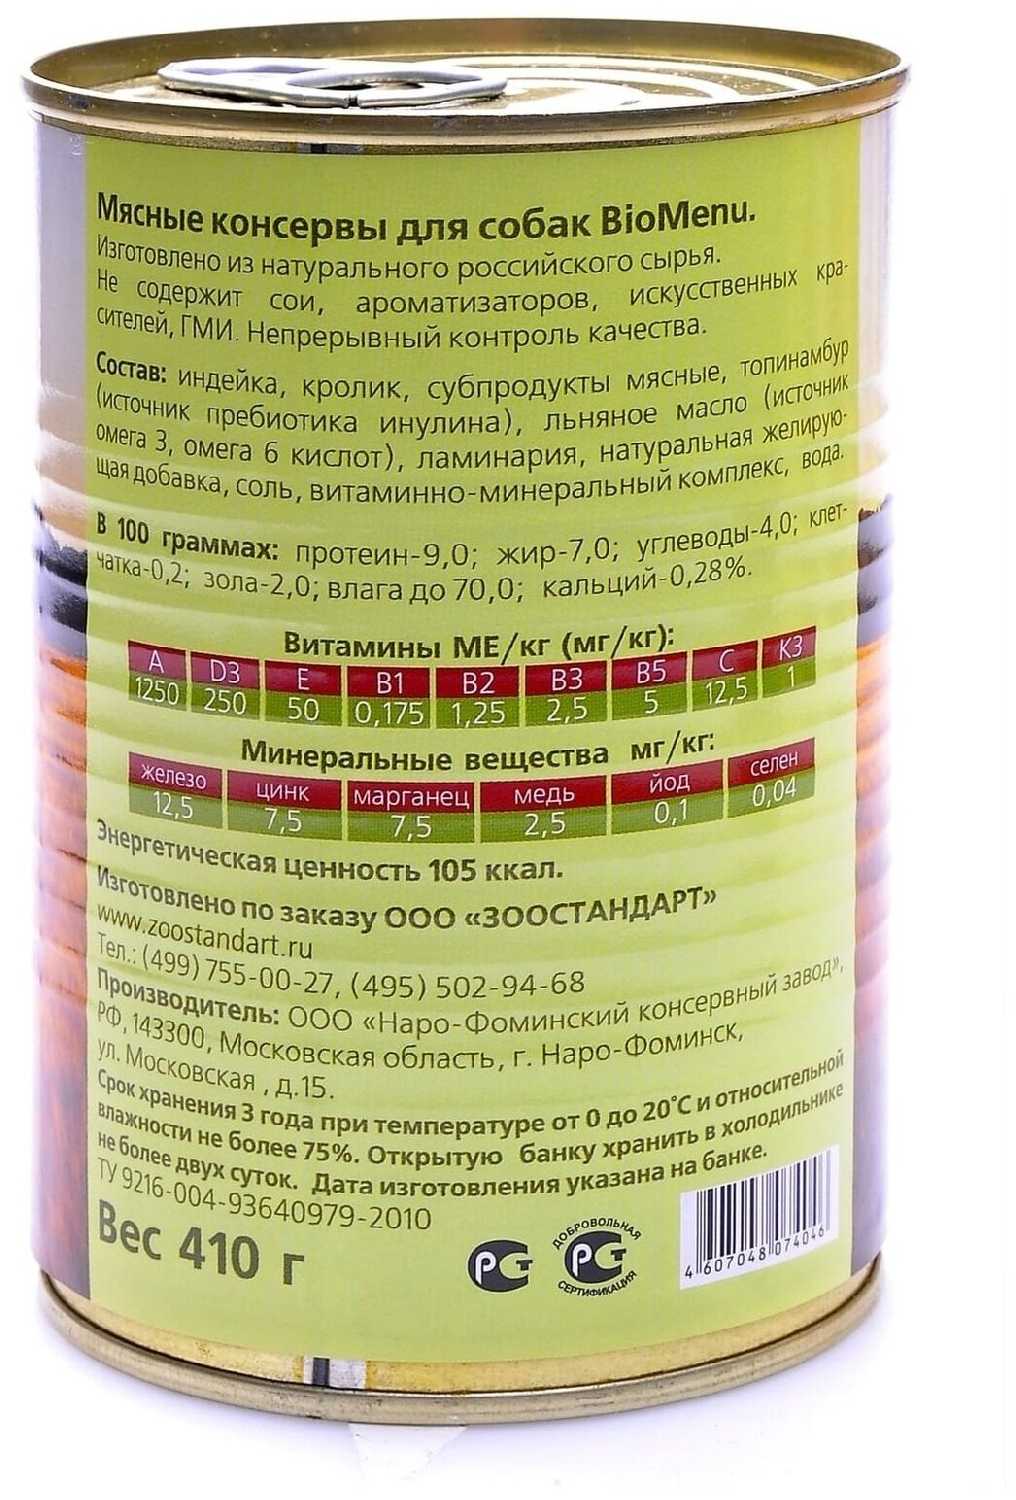 Мясные консервы для собак BioMenu.
Изготовлено из натурального российского сырья.
Не содержит сои, ароматизаторов, искусственных кра-
сителей, ГМИ. Непрерывный контроль качества.
Состав: индейка, кролик, субпродукты мясные, топинамбур
(источник пребиотика инулина), льняное масло (источник
омега 3, омега 6 кислот), ламинария, натуральная желирую-
щая добавка, соль, витаминно-минеральный комплекс, вода.
В 100 граммах: протеин-9,0; жир-7,0; углеводы-4,0; клет-
чатка-0,2; зола-2,0; влага до 70,0; кальций-0,28%.
Витамины МЕ/кг (мг/кг):
A D3 E B1 B2 B3 B5 C K3
1250 250 50 0,175 1,25 2,5 5 12,5 1
Минеральные вещества мг/кг:
железо цинк марганец медь йод селен
12,5 7,5 7,5 2,5 0,1 0,04
Энергетическая ценность 105 ккал.
Изготовлено по заказу ООО «ЗООСТАНДАРТ»
www.zoostandart.ru
Тел.: (499) 755-00-27, (495) 502-94-68
Производитель: ООО «Наро-Фоминский консервный завод»,
РФ, 143300, Московская область, г. Наро-Фоминск,
ул. Московская , д.15.
Срок хранения 3 года при температуре от 0 до 20°С и относительной
влажности не более 75%. Открытую банку хранить в холодильнике
не более двух суток. Дата изготовления указана на банке.
ТУ 9216-004-93640979-2010
Вес 410 г
РСТ
ДОБРОВОЛЬНАЯ
РСТ
СЕРТИФИКАЦИЯ
4 607048 074046